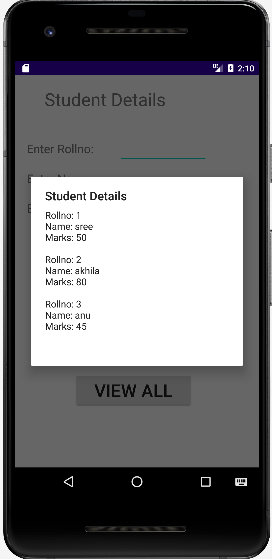 2:10
Student Details
Enter Rollno:
Student Details
Rollno: 1
Name: sree
Marks: 50
Rollno: 2
Name: akhila
Marks: 80
Rollno: 3
Name: anu
Marks: 45
VIEW ALL